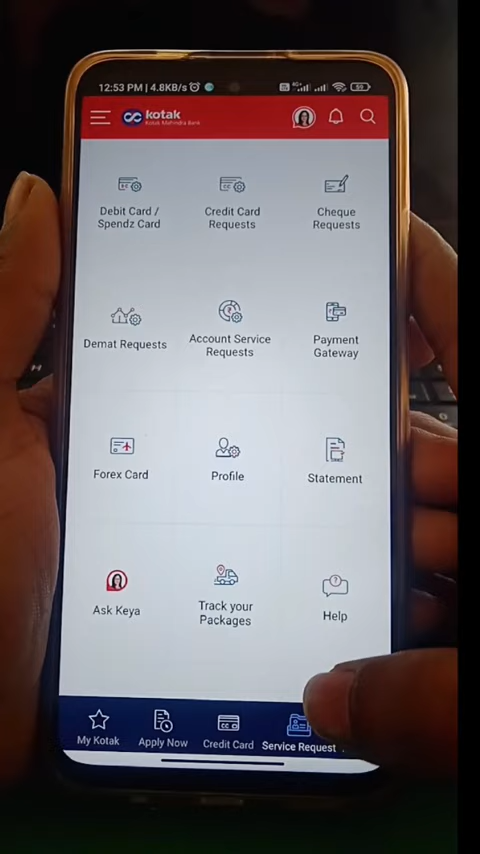 12:53 PM | 4.8KB/s
4G
59
kotak
Kotak Mahindra Bank
Debit Card /
Spendz Card
Credit Card
Requests
Cheque
Requests
Demat Requests
Account Service
Requests
Payment
Gateway
Forex Card
Profile
Statement
Ask Keya
Track your
Packages
Help
My Kotak
Apply Now
Credit Card
Service Request